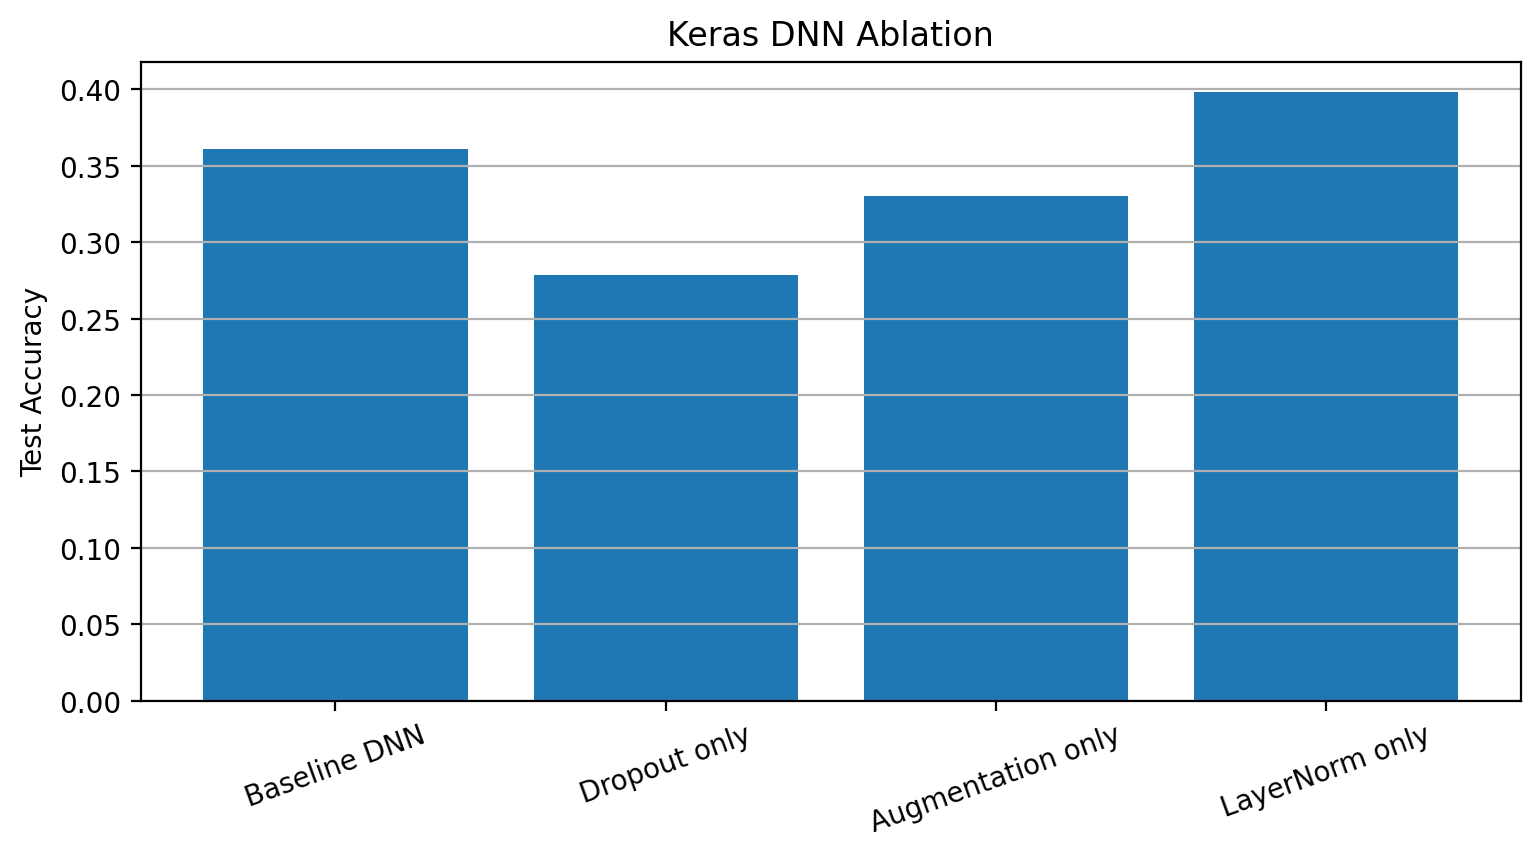 Keras DNN Ablation
Test Accuracy
0.40
0.35
0.30
0.25
0.20
0.15
0.10
0.05
0.00
Baseline DNN
Dropout only
Augmentation only
LayerNorm only